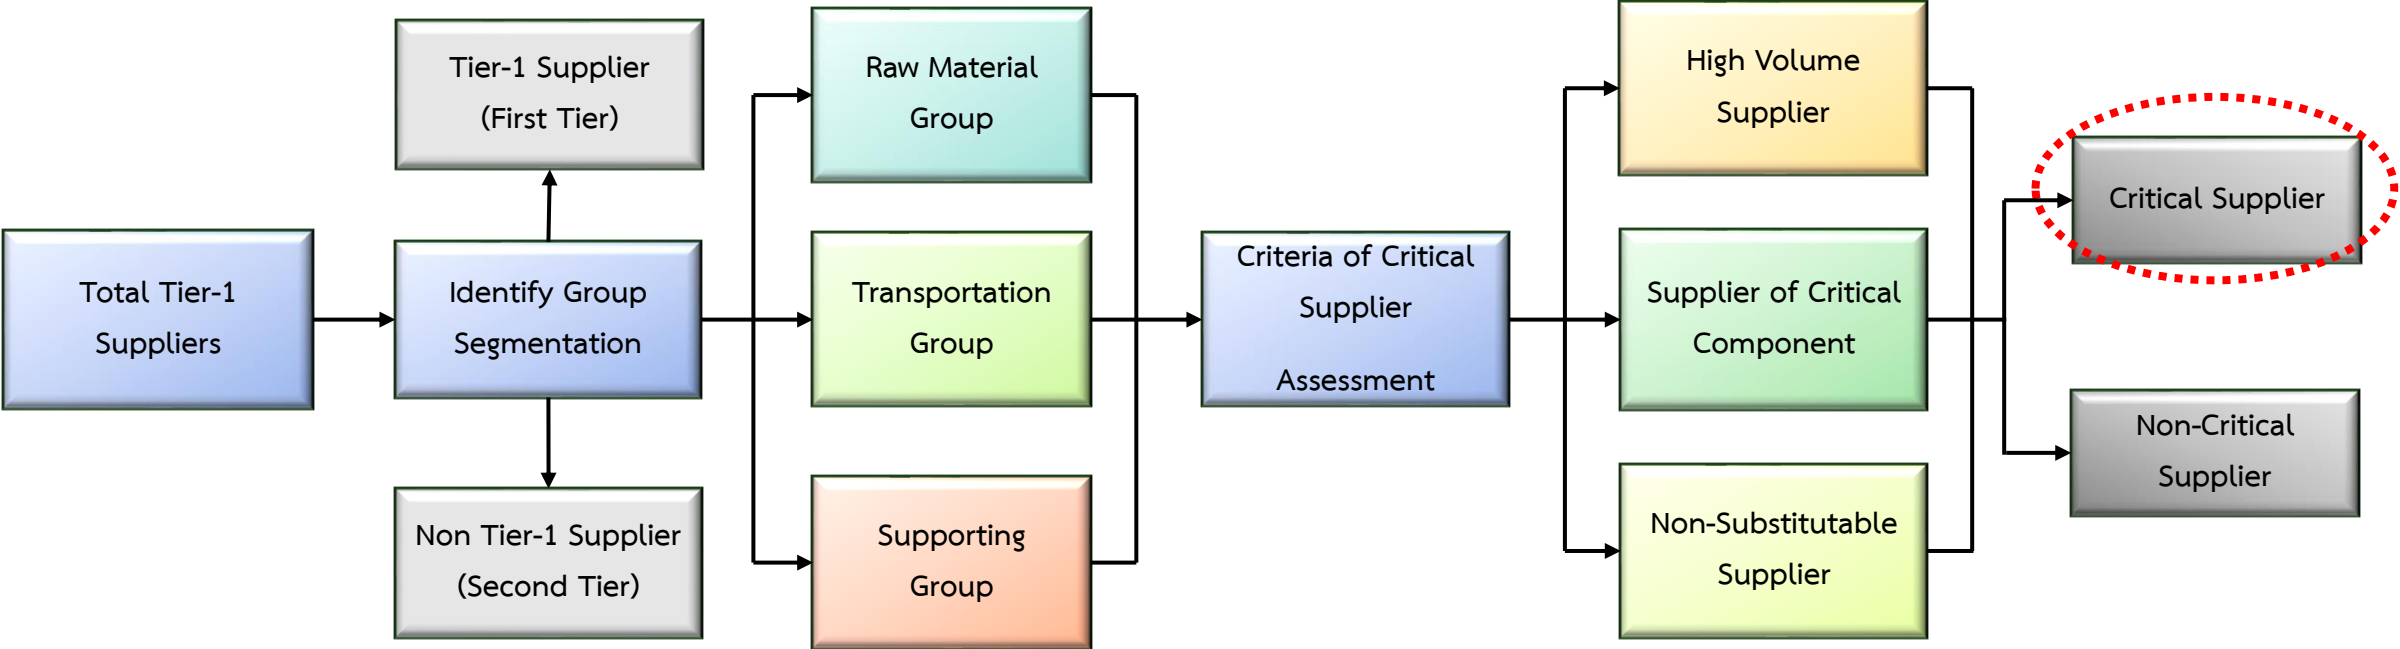 Total Tier-1
Suppliers
Tier-1 Supplier
(First Tier)
Identify Group
Segmentation
Non Tier-1 Supplier
(Second Tier)
Raw Material
Group
Transportation
Group
Supporting
Group
Criteria of Critical
Supplier
Assessment
High Volume
Supplier
Supplier of Critical
Component
Non-Substitutable
Supplier
Critical Supplier
Non-Critical
Supplier